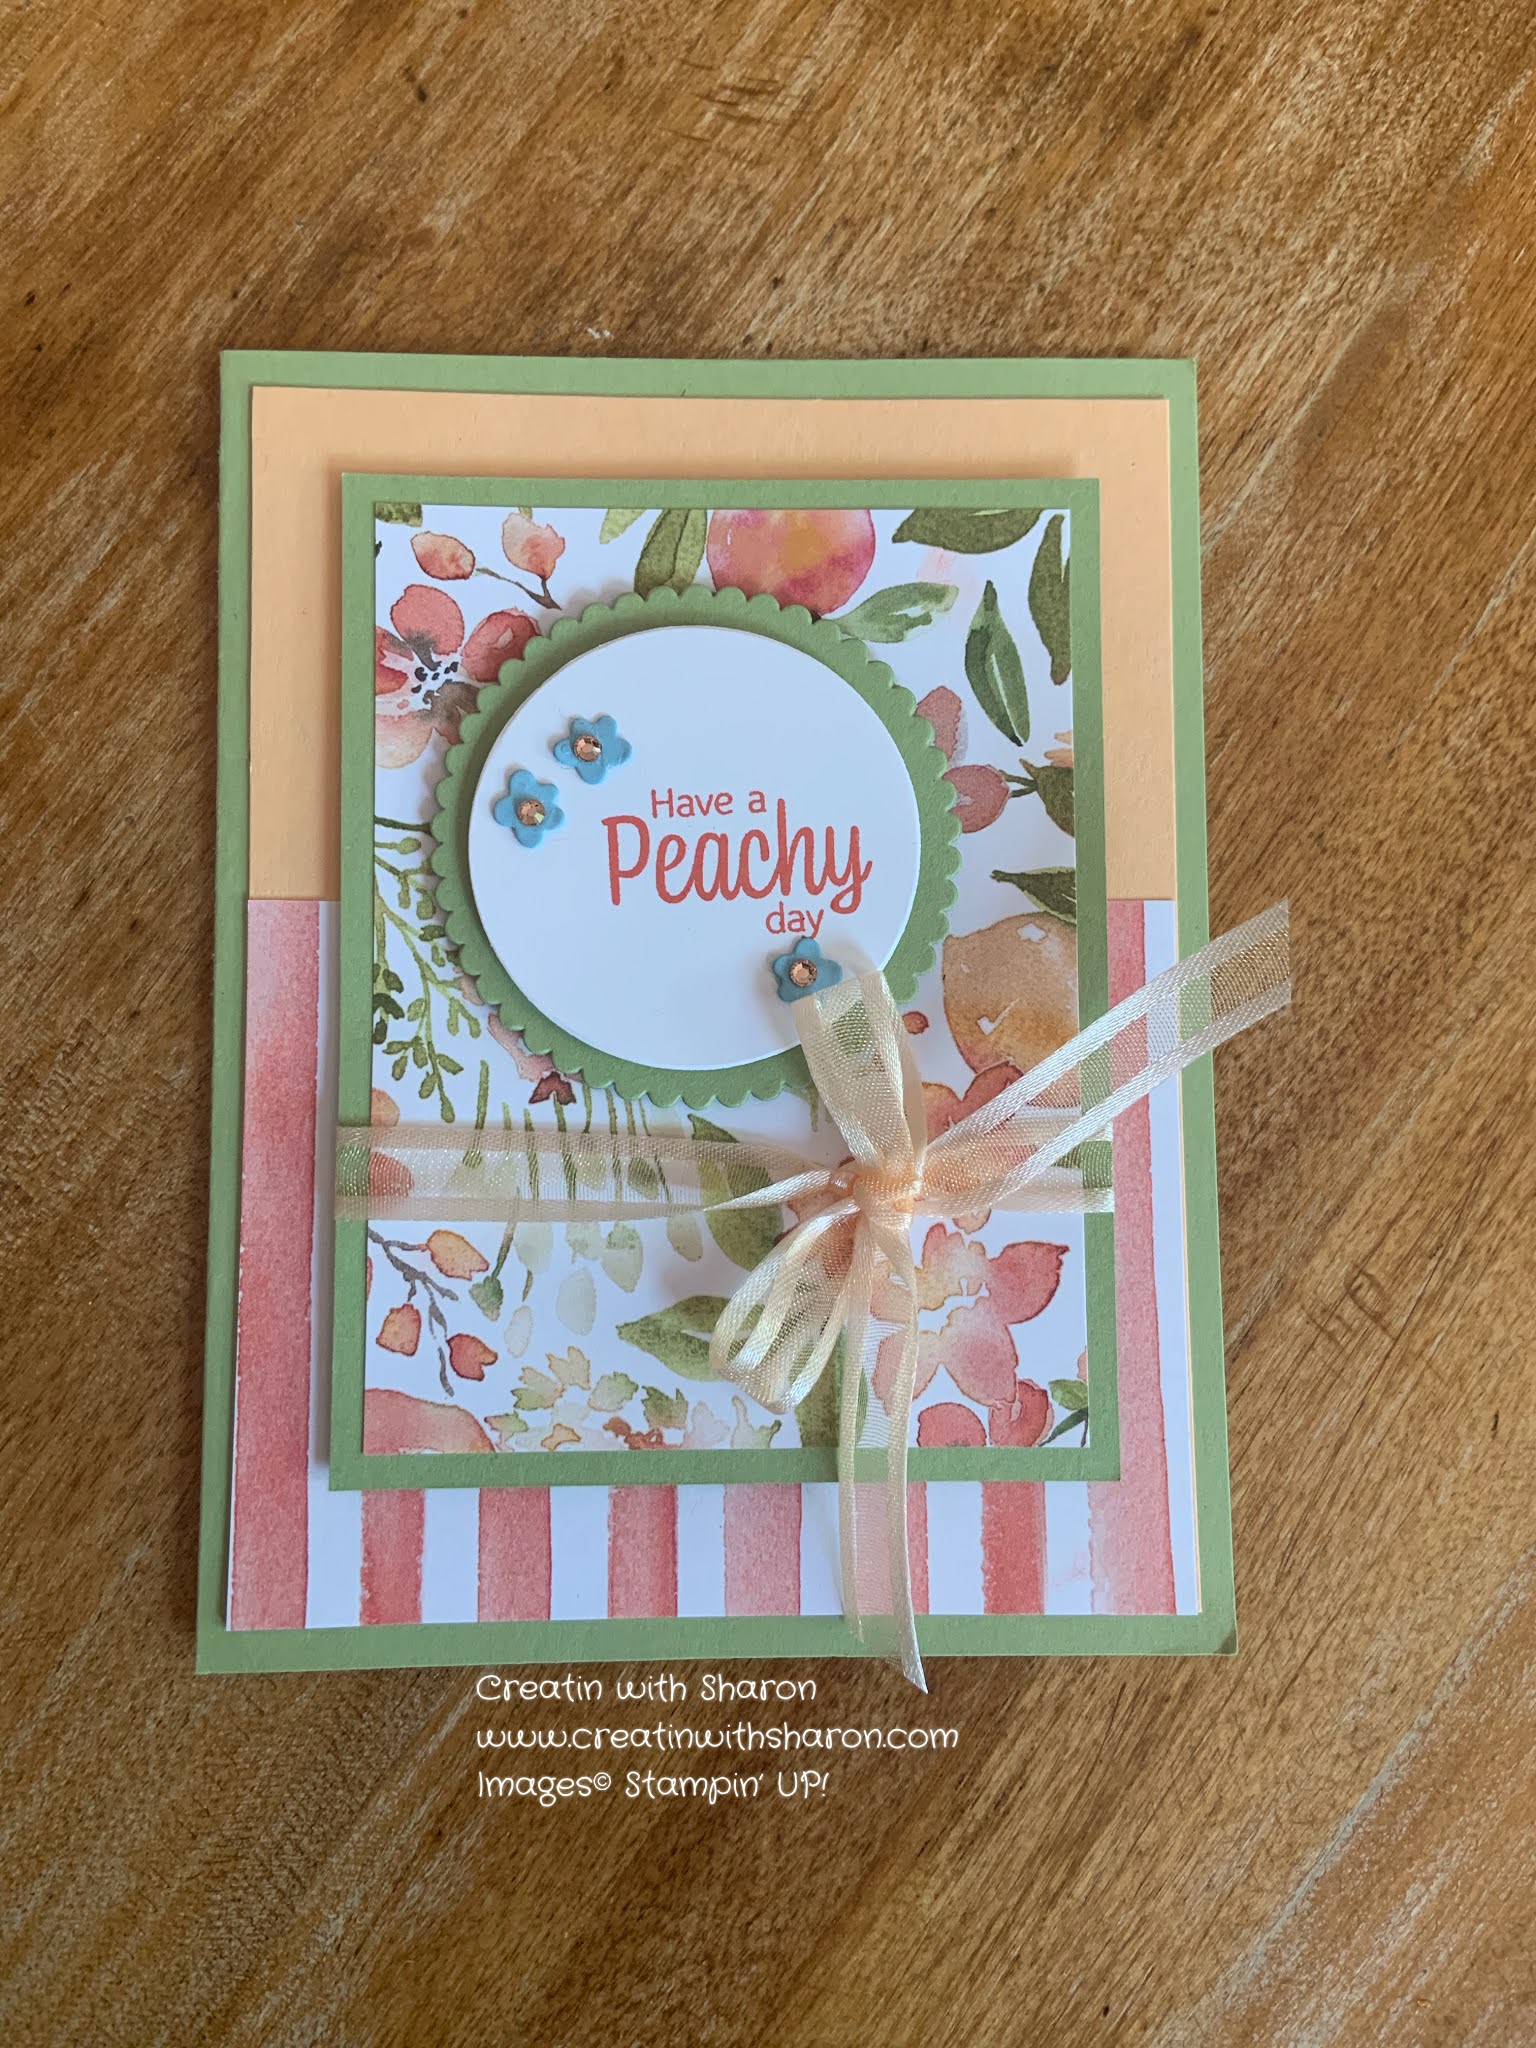 Have a
Peachy
day
Creatin with Sharon
www.creatinwithsharon.com
Images© Stampin' UP!